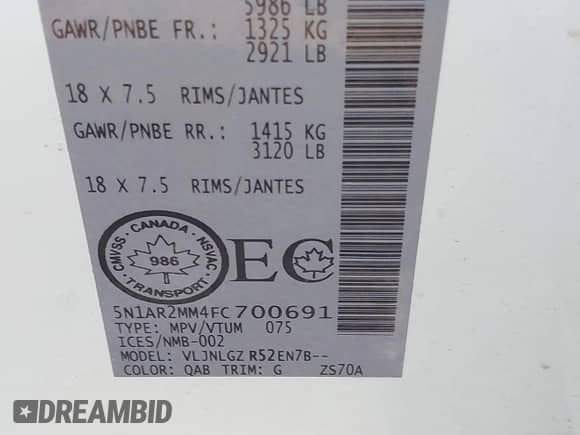 5986 LB
GAWR/PNBE FR.: 1325 KG
2921 LB
18 X 7.5 RIMS/JANTES
GAWR/PNBE RR.: 1415 KG
3120 LB
18 X 7.5 RIMS/JANTES
CANADA
CMVSS NSVAC
986
TRANSPORT
EC
5N1AR2MM4FC700691
TYPE: MPV/VTUM 075
ICES/NMB-002
MODEL: VLJNLGZ R52EN7B--
COLOR: QAB TRIM: G ZS70A
DREAMBID